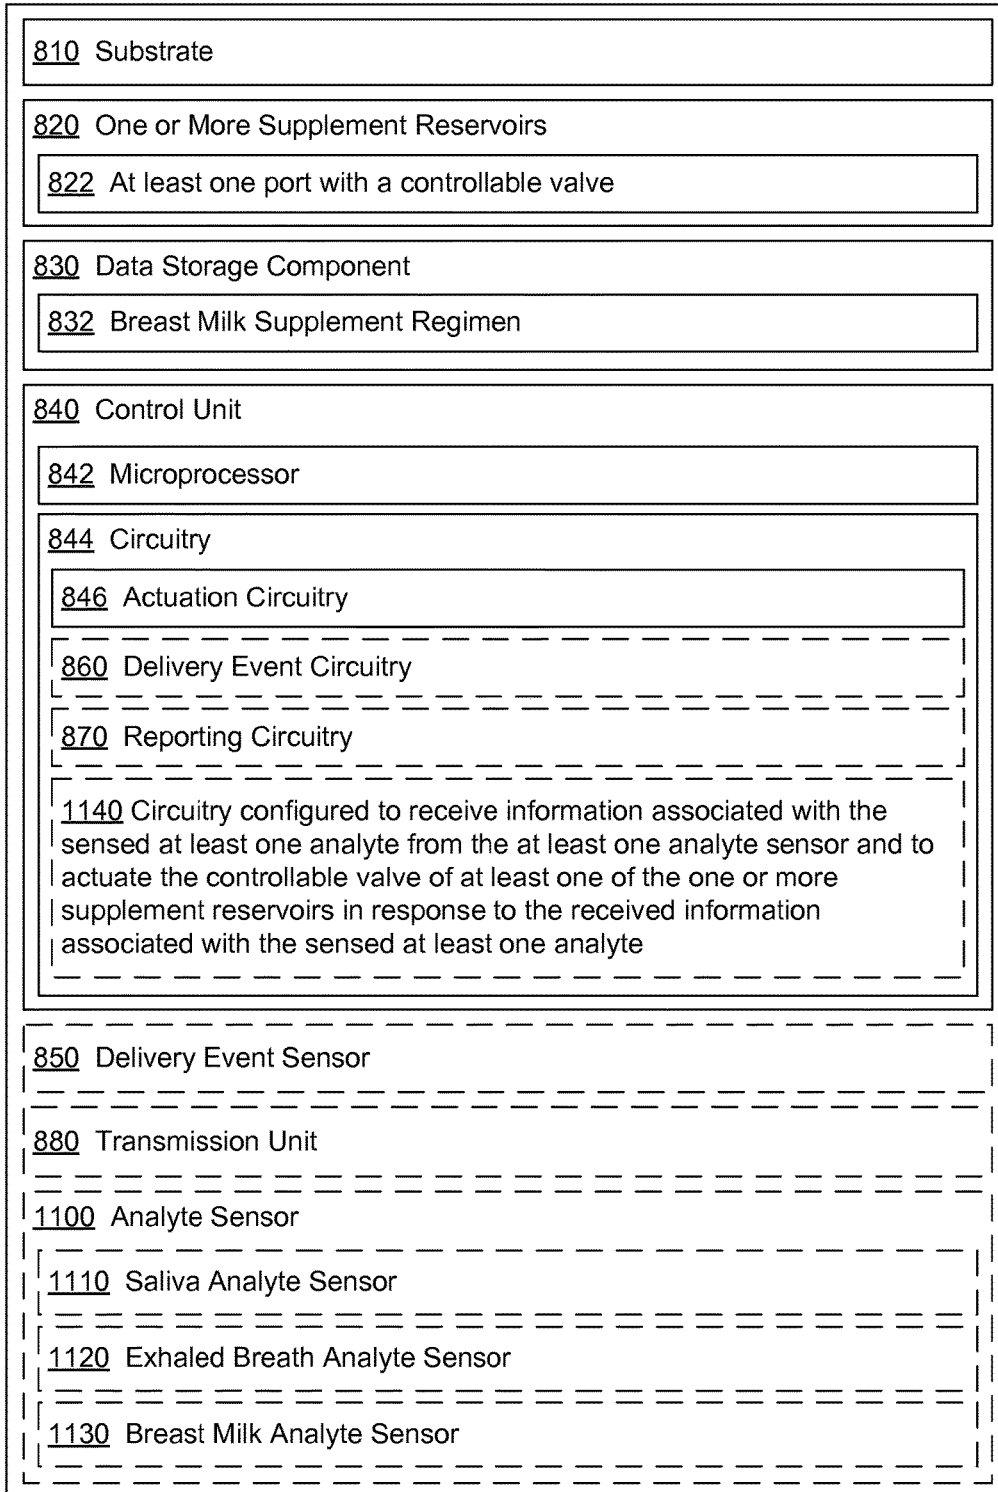 810 Substrate
820 One or More Supplement Reservoirs
822 At least one port with a controllable valve
830 Data Storage Component
832 Breast Milk Supplement Regimen
840 Control Unit
842 Microprocessor
844 Circuitry
846 Actuation Circuitry
860 Delivery Event Circuitry
870 Reporting Circuitry
1140 Circuitry configured to receive information associated with the
sensed at least one analyte from the at least one analyte sensor and to
actuate the controllable valve of at least one of the one or more
supplement reservoirs in response to the received information
associated with the sensed at least one analyte
850 Delivery Event Sensor
880 Transmission Unit
1100 Analyte Sensor
1110 Saliva Analyte Sensor
1120 Exhaled Breath Analyte Sensor
1130 Breast Milk Analyte Sensor